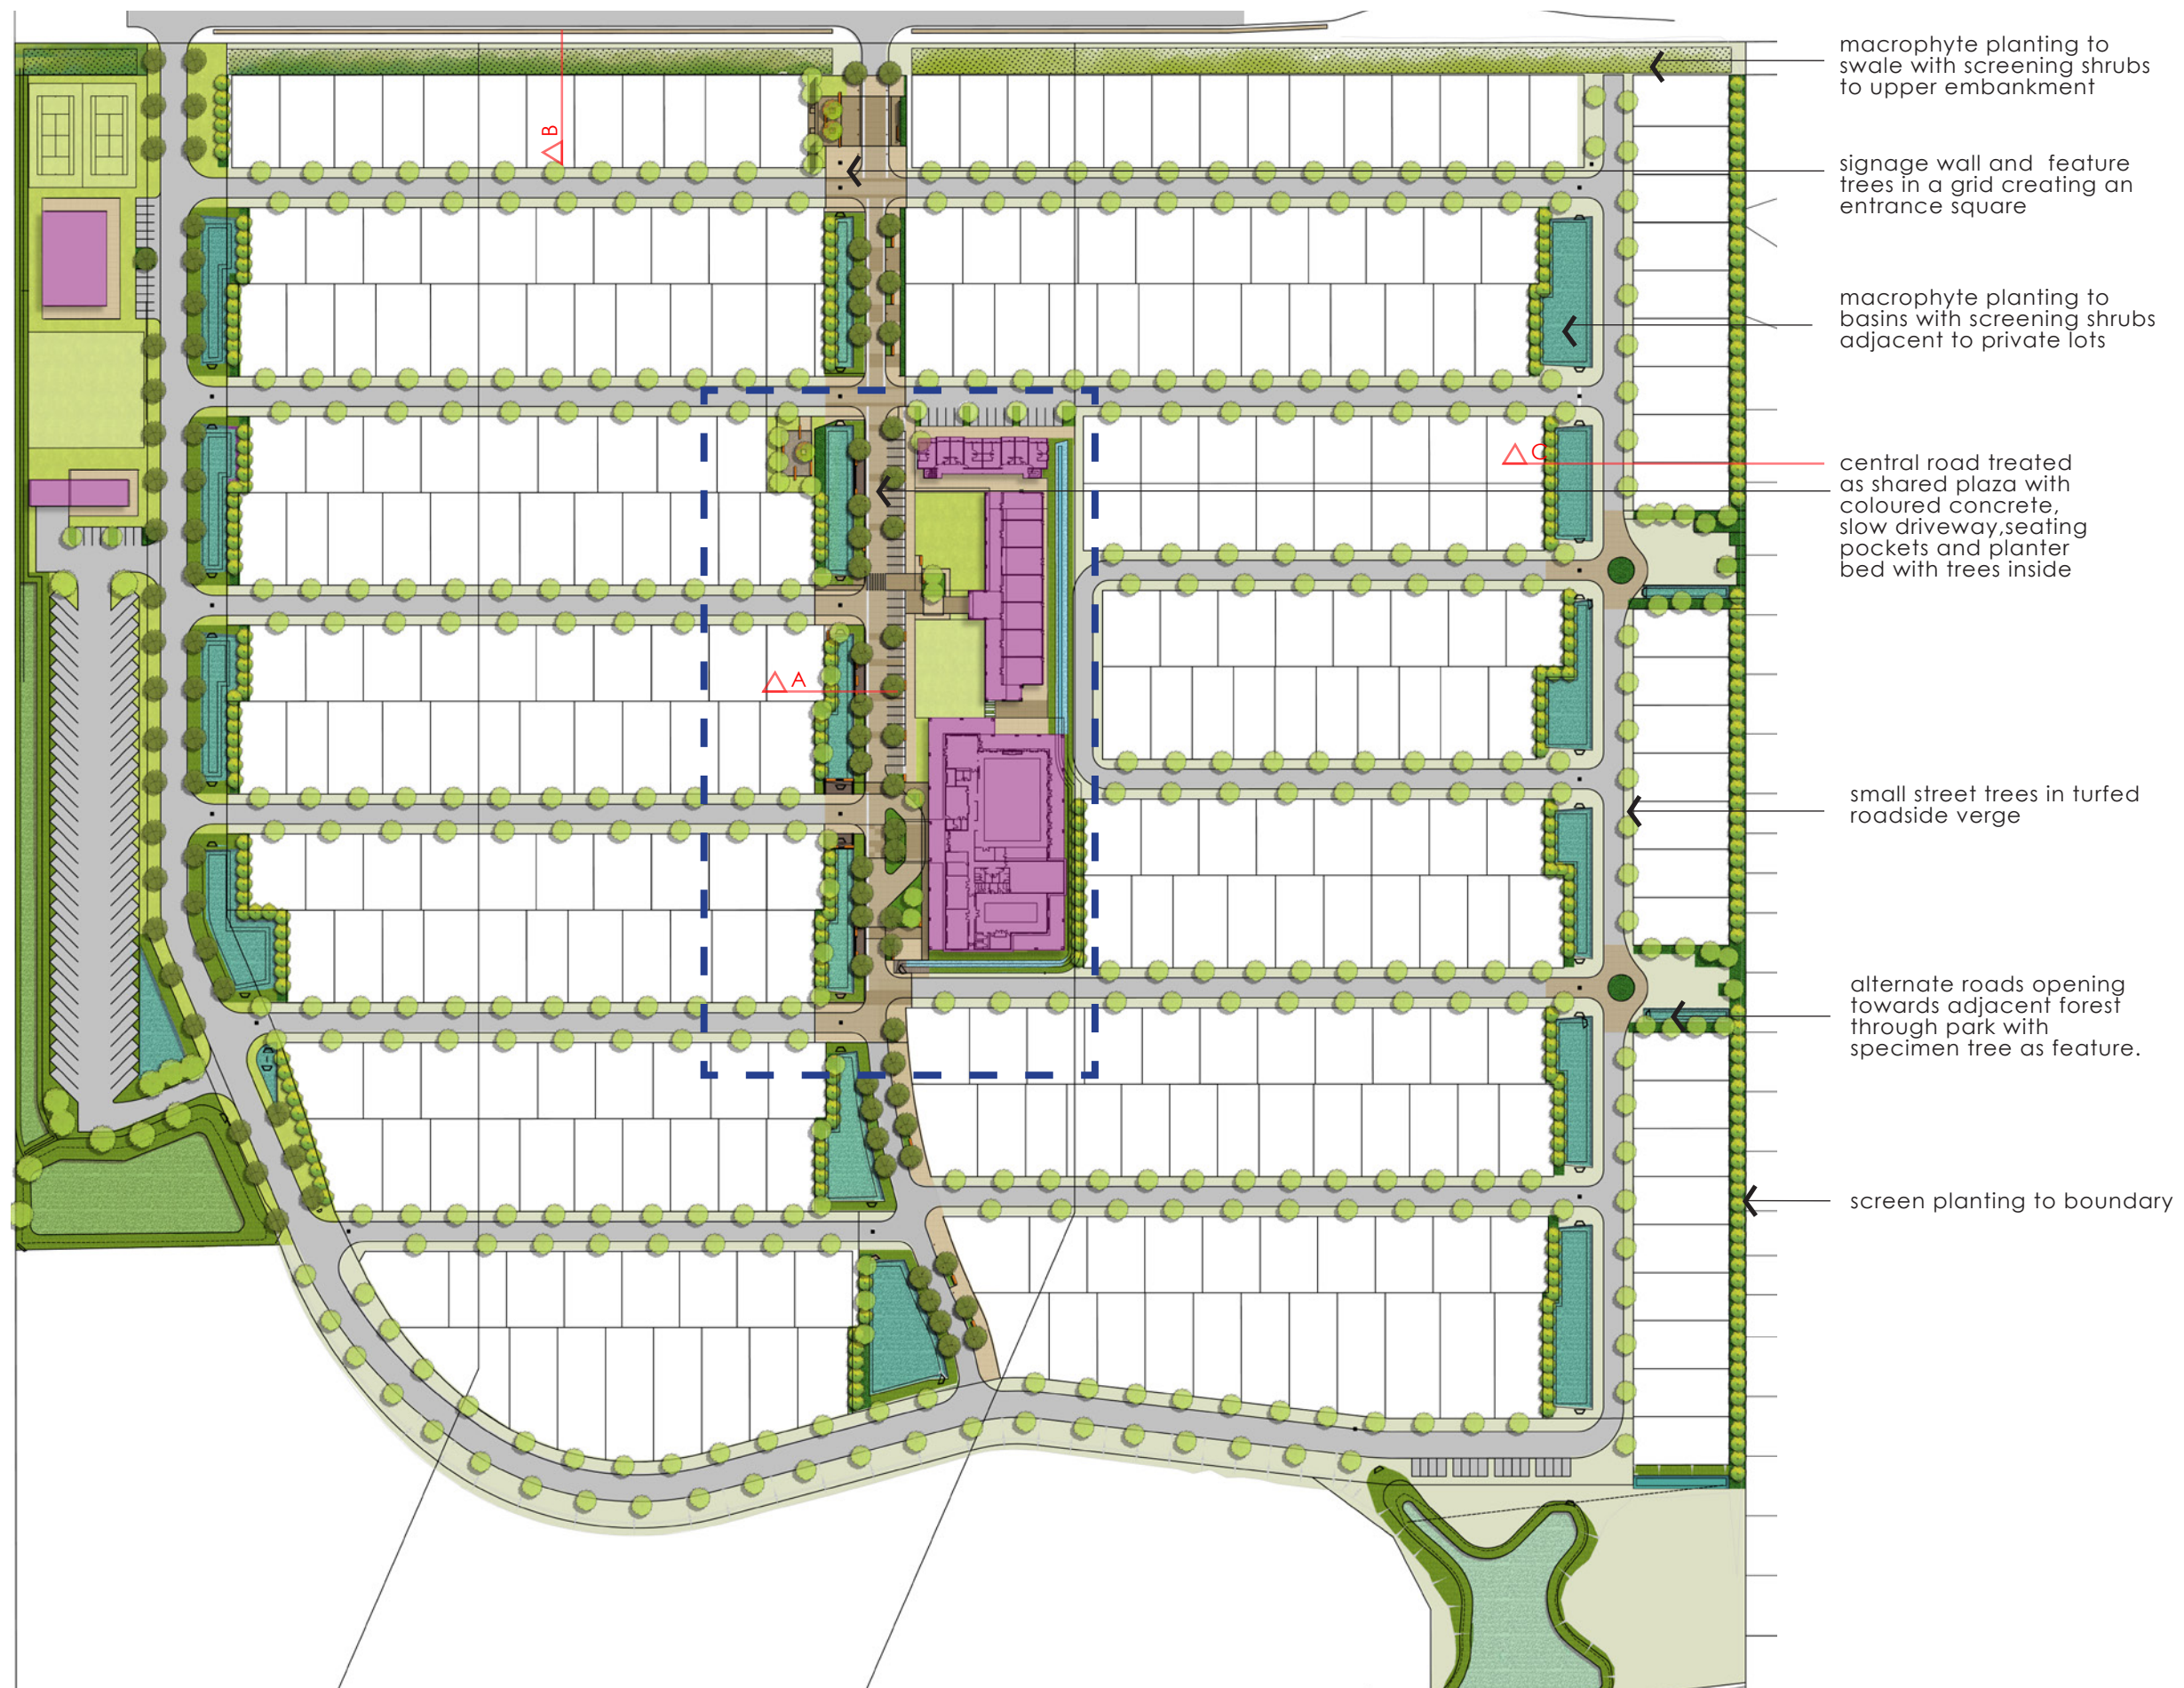 macrophyte planting to
swale with screening shrubs
to upper embankment
B
signage wall and feature
trees in a grid creating an
entrance square
macrophyte planting to
basins with screening shrubs
adjacent to private lots
C
central road treated
as shared plaza with
coloured concrete,
slow driveway,seating
pockets and planter
bed with trees inside
A
small street trees in turfed
roadside verge
alternate roads opening
towards adjacent forest
through park with
specimen tree as feature.
screen planting to boundary